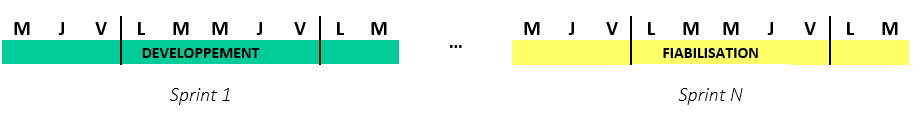 M J V L M M J V L M ... M J V L M M J V L M
DEVELOPPEMENT FIABILISATION
Sprint 1 Sprint N